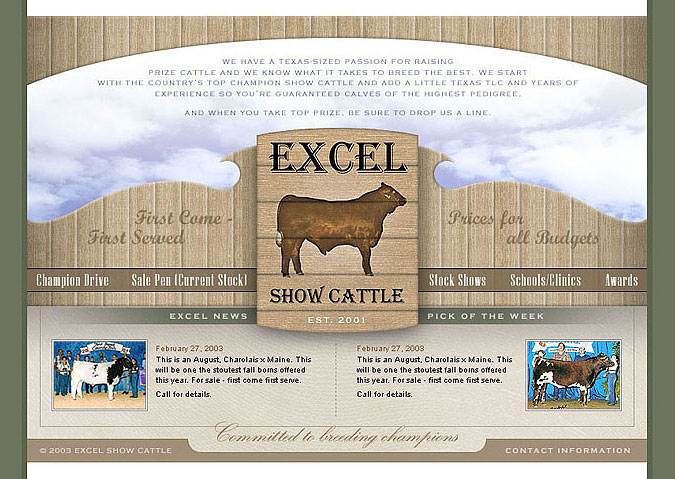 WE HAVE A TEXAS-SIZED PASSION FOR RAISING
PRIZE CATTLE AND WE KNOW WHAT IT TAKES TO BREED THE BEST. WE START
WITH THE COUNTRY'S TOP CHAMPION SHOW CATTLE AND ADD A LITTLE TEXAS TLC AND YEARS OF
EXPERIENCE SO YOU'RE GUARANTEED CALVES OF THE HIGHEST PEDIGREE.
AND WHEN YOU TAKE TOP PRIZE, BE SURE TO DROP US A LINE.
EXCEL
First Come -
First Served
Prices for
all Budgets
Champion Drive
Sale Pen (Current Stock)
Stock Shows
Schools/Clinics
Awards
SHOW CATTLE
EST. 2001
EXCEL NEWS
PICK OF THE WEEK
February 27, 2003
This is an August, Charolais x Maine. This
will be one the stoutest fall borns offered
this year. For sale - first come first serve.
Call for details.
February 27, 2003
This is an August, Charolais x Maine. This
will be one the stoutest fall borns offered
this year. For sale - first come first serve.
Call for details.
Committed to breeding champions
© 2003 EXCEL SHOW CATTLE
CONTACT INFORMATION